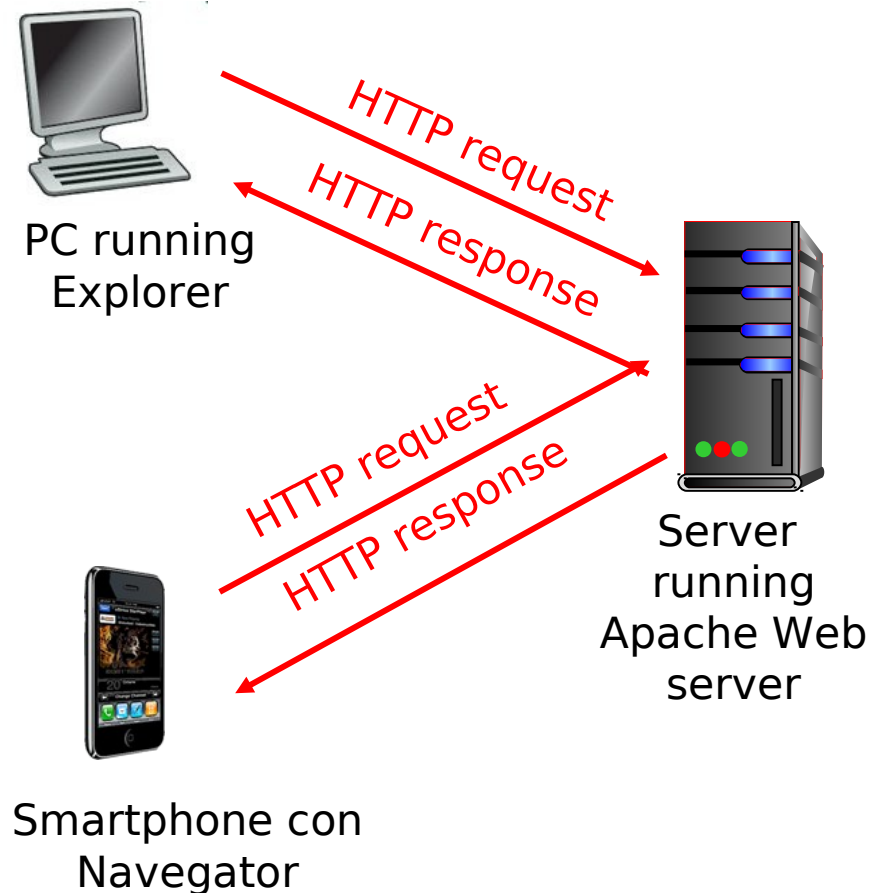 HTTP request
HTTP response
PC running
Explorer
HTTP request
HTTP response
Server
running
Apache Web
server
Smartphone con
Navegator